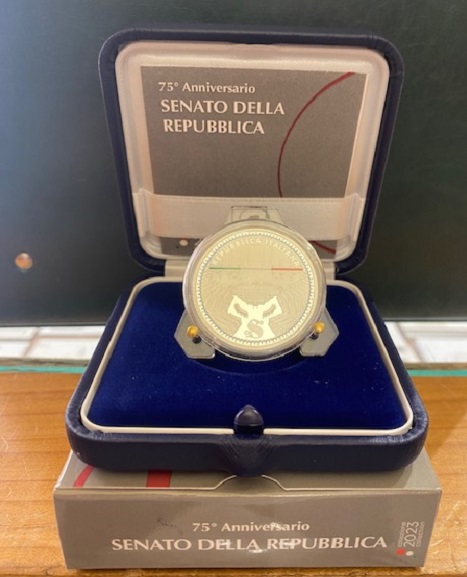 75° Anniversario
SENATO DELLA
REPUBBLICA
REPUBBLICA ITALIANA
S
75° Anniversario
SENATO DELLA REPUBBLICA
2023